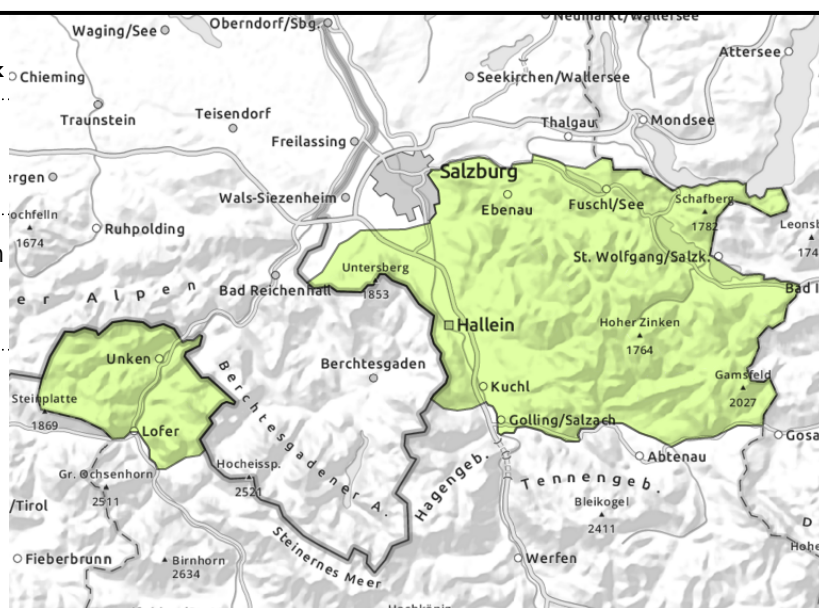 Neumarkt/Wallersee
Oberndorf/Sbg.
Waging/See
Attersee
Chieming
Seekirchen/Wallersee
Traunstein
Teisendorf
Thalgau
Mondsee
Freilassing
Salzburg
Wals-Siezenheim
Ebenau
Fuschl/See
Schafberg
1782
1674
Ruhpolding
St. Wolfgang/Salzk.
Untersberg
1853
Bad Reichenhall
Hallein
Hoher Zinken
1764
Unken
Berchtesgaden
Gamsfeld
2027
Kuchl
Steinplatte
1869
Lofer
Golling/Salzach
Berchtesgadener A.
Hocheissp.
2521
Abtenau
Gr. Ochsenhorn
2511
Hagengeb.
Tennengeb.
Bleikogel
2411
/Tirol
Steinernes Meer
Fieberbrunn
Birnhorn
2634
Werfen